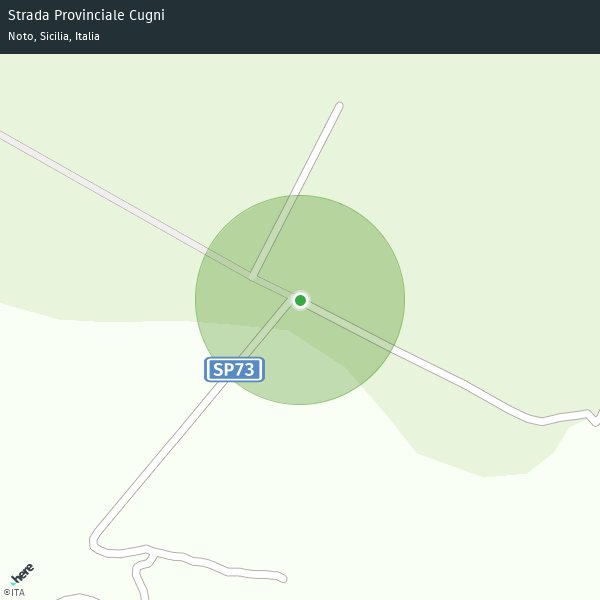 Strada Provinciale Cugni
Noto, Sicilia, Italia
SP73
here
©ITA